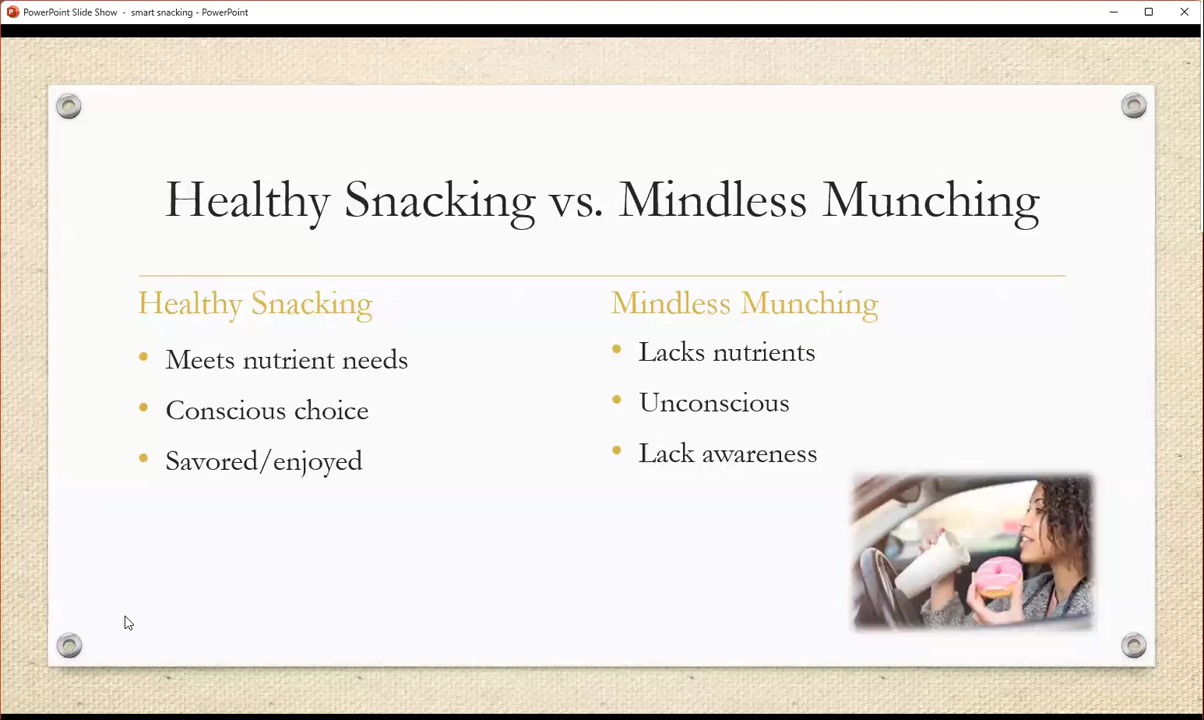 PowerPoint Slide Show - smart snacking - PowerPoint
Healthy Snacking vs. Mindless Munching
Healthy Snacking
Meets nutrient needs
Conscious choice
Savored/enjoyed
Mindless Munching
Lacks nutrients
Unconscious
Lack awareness